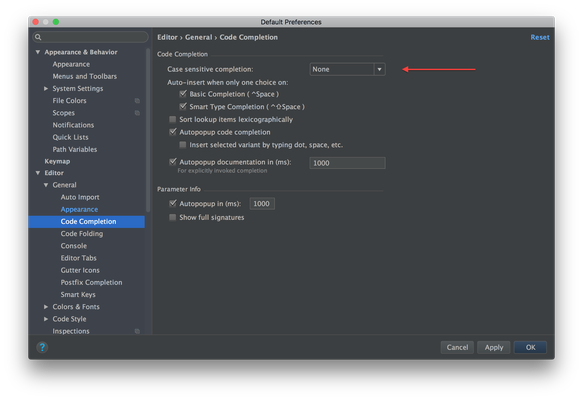 Default Preferences
Editor › General › Code Completion
Reset
Appearance & Behavior
Appearance
Menus and Toolbars
System Settings
File Colors
Scopes
Notifications
Quick Lists
Path Variables
Keymap
Editor
General
Auto Import
Appearance
Code Completion
Code Folding
Console
Editor Tabs
Gutter Icons
Postfix Completion
Smart Keys
Colors & Fonts
Code Style
Inspections
Code Completion
Case sensitive completion: None
Auto-insert when only one choice on:
Basic Completion ( ^Space )
Smart Type Completion ( ^⇧Space )
Sort lookup items lexicographically
Autopopup code completion
Insert selected variant by typing dot, space, etc.
Autopopup documentation in (ms): 1000
For explicitly invoked completion
Parameter Info
Autopopup in (ms): 1000
Show full signatures
?
Cancel
Apply
OK